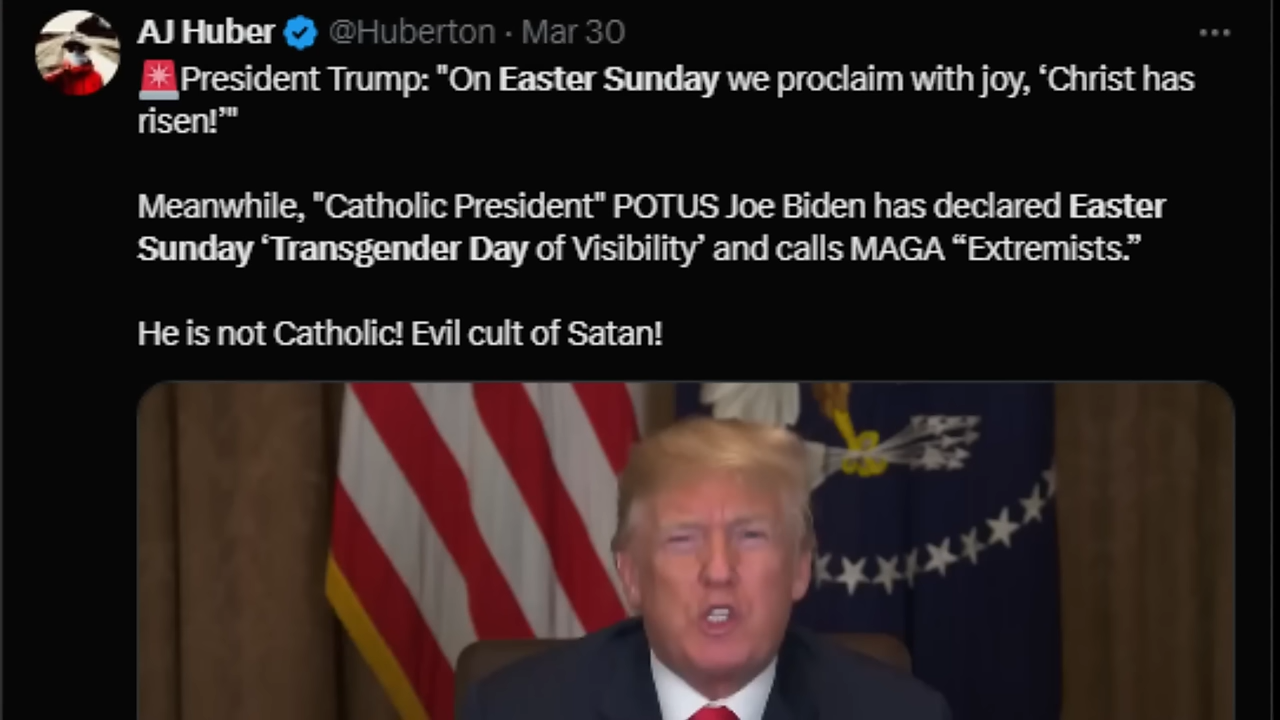 AJ Huber @Huberton · Mar 30
🚨President Trump: "On Easter Sunday we proclaim with joy, ‘Christ has
risen!’"
Meanwhile, "Catholic President" POTUS Joe Biden has declared Easter
Sunday ‘Transgender Day of Visibility’ and calls MAGA “Extremists.”
He is not Catholic! Evil cult of Satan!